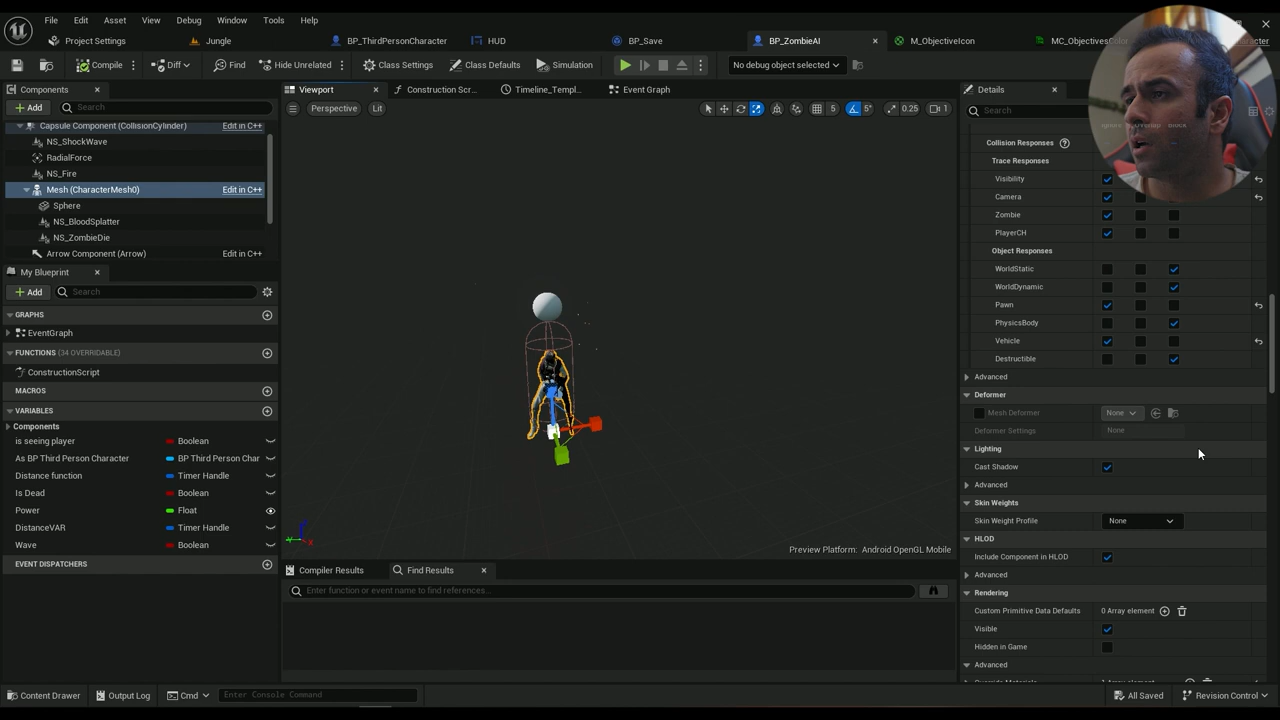 File Edit Asset View Window Debug Tools Help
Project Settings Jungle BP_ThirdPersonCharacter HUD BP_Save BP_ZombieAI M_ObjectiveIcon MC_ObjectivesColor
Compile Diff Find Hide Unrelated Class Settings Class Defaults Simulation No debug object selected
Components
Add Search
Capsule Component (CollisionCylinder) Edit in C++
NS_ShockWave
RadialForce
NS_Fire
Mesh (CharacterMesh0) Edit in C++
Sphere
NS_BloodSplatter
NS_ZombieDie
Arrow Component (Arrow) Edit in C++
My Blueprint
Add Search
GRAPHS
EventGraph
FUNCTIONS (34 OVERRIDABLE)
ConstructionScript
MACROS
VARIABLES
Components
is seeing player Boolean
As BP Third Person Character BP Third Person Char
Distance function Timer Handle
Is Dead Boolean
Power Float
DistanceVAR Timer Handle
Wave Boolean
EVENT DISPATCHERS
Viewport Construction Scr... Timeline_Templ... Event Graph
Perspective Lit 5 5° 0.25 1
Preview Platform: Android OpenGL Mobile
Compiler Results Find Results
Enter function or event name to find references...
Details
Search
Collision Responses
Trace Responses
Visibility
Camera
Zombie
PlayerCH
Object Responses
WorldStatic
WorldDynamic
Pawn
PhysicsBody
Vehicle
Destructible
Advanced
Deformer
Mesh Deformer None
Deformer Settings None
Lighting
Cast Shadow
Advanced
Skin Weights
Skin Weight Profile None
HLOD
Include Component in HLOD
Advanced
Rendering
Custom Primitive Data Defaults 0 Array element
Visible
Hidden in Game
Advanced
Content Drawer Output Log Cmd Enter Console Command All Saved Revision Control